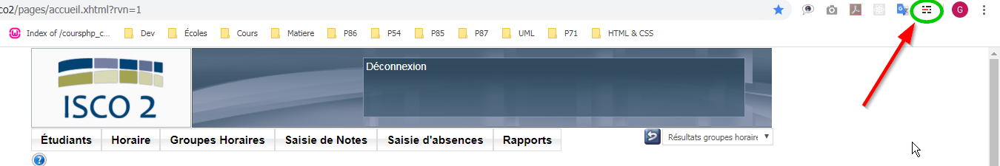 co2/pages/accueil.xhtml?rvn=1
G
Index of /coursphp_c... Dev Écoles Cours Matiere P86 P54 P85 P87 UML P71 HTML & CSS
ISCO 2
Déconnexion
Étudiants Horaire Groupes Horaires Saisie de Notes Saisie d'absences Rapports
Résultats groupes horaire
?